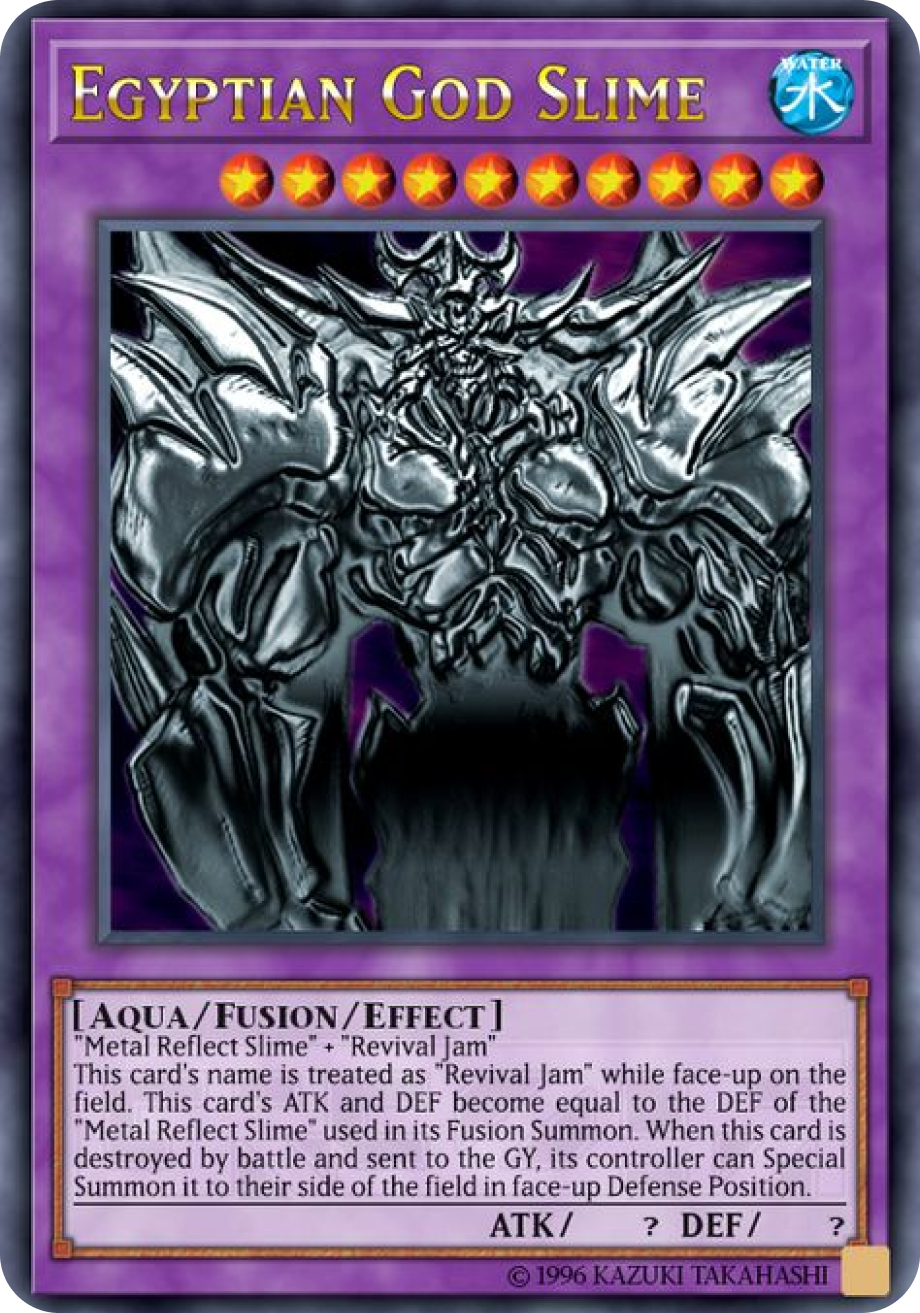 EGYPTIAN GOD SLIME
WATER
水
[AQUA/FUSION/EFFECT]
"Metal Reflect Slime" + "Revival Jam"
This card's name is treated as "Revival Jam" while face-up on the
field. This card's ATK and DEF become equal to the DEF of the
"Metal Reflect Slime" used in its Fusion Summon. When this card is
destroyed by battle and sent to the GY, its controller can Special
Summon it to their side of the field in face-up Defense Position.
ATK/ ? DEF/ ?
© 1996 KAZUKI TAKAHASHI